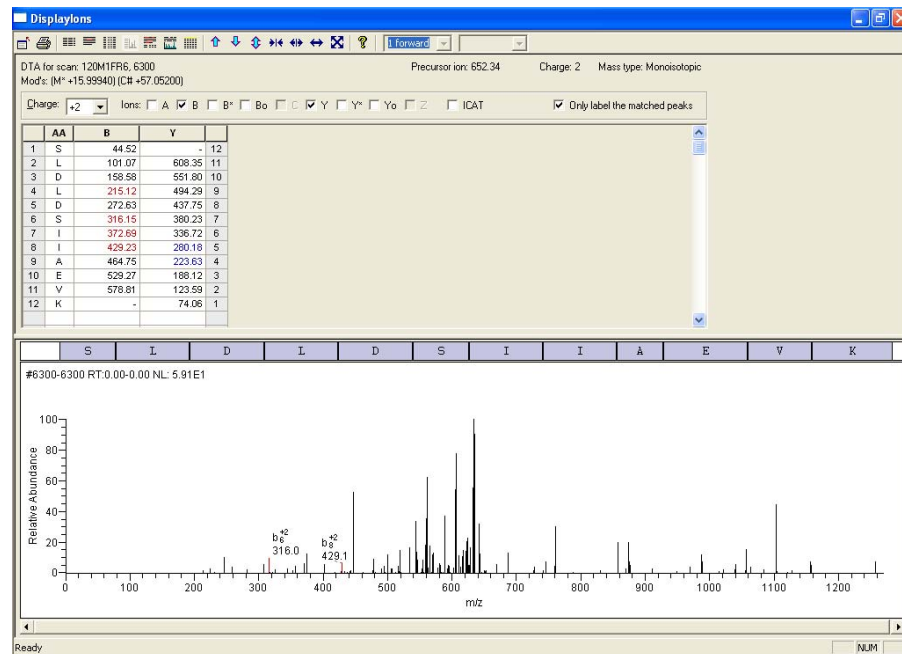 DisplayIons
1 forward
DTA for scan: 120M1FR6, 6300 Precursor ion: 652.34 Charge: 2 Mass type: Monoisotopic
Mod's: (M* +15.99940) (C# +57.05200)
Charge: +2 Ions: A B B* Bo C Y Y* Yo Z ICAT Only label the matched peaks
AA B Y
1 S 44.52 - 12
2 L 101.07 608.35 11
3 D 158.58 551.80 10
4 L 215.12 494.29 9
5 D 272.63 437.75 8
6 S 316.15 380.23 7
7 I 372.69 336.72 6
8 I 429.23 280.18 5
9 A 464.75 223.63 4
10 E 529.27 188.12 3
11 V 578.81 123.59 2
12 K - 74.06 1
S L D L D S I I A E V K
#6300-6300 RT:0.00-0.00 NL: 5.91E1
100
80
60
40
20
0
Relative Abundance
b6+2
316.0
b8+2
429.1
0 100 200 300 400 500 600 700 800 900 1000 1100 1200
m/z
Ready NUM